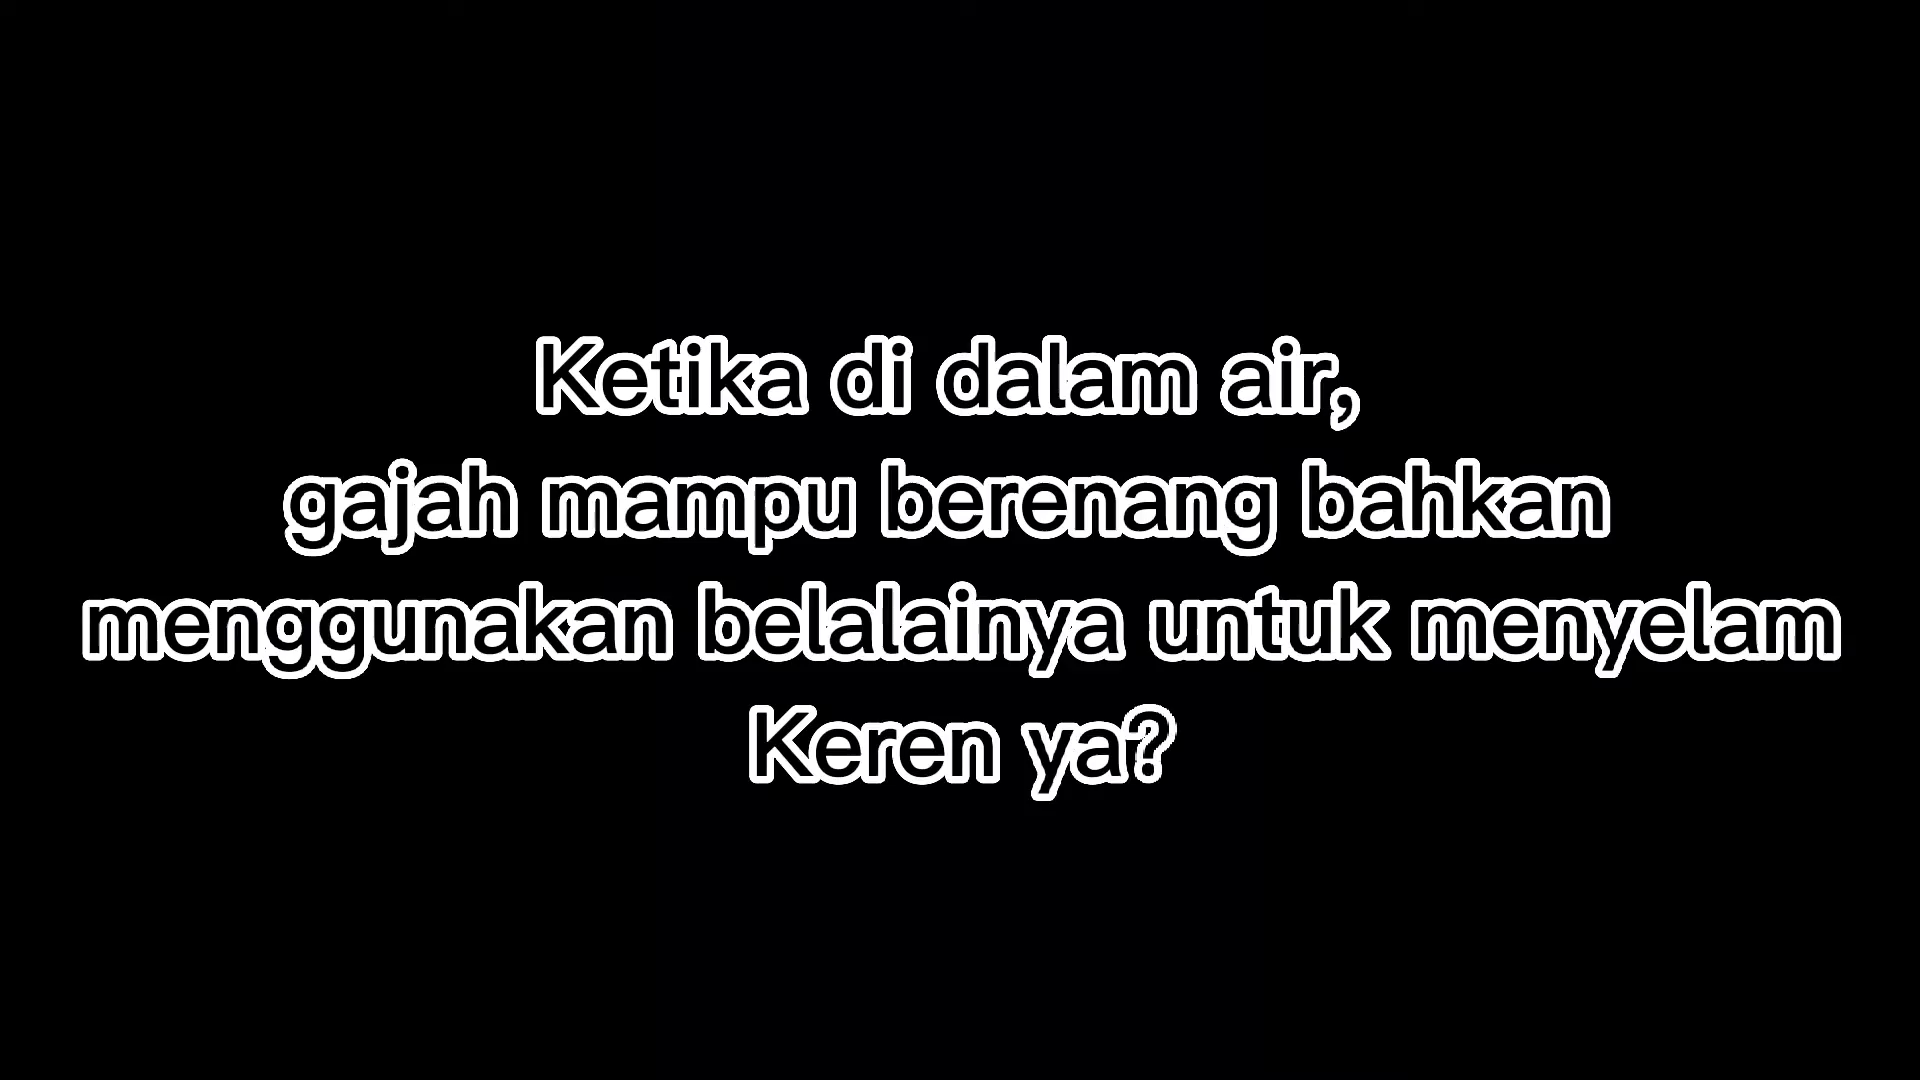 Ketika di dalam air,
gajah mampu berenang bahkan
menggunakan belalainya untuk menyelam
Keren ya?